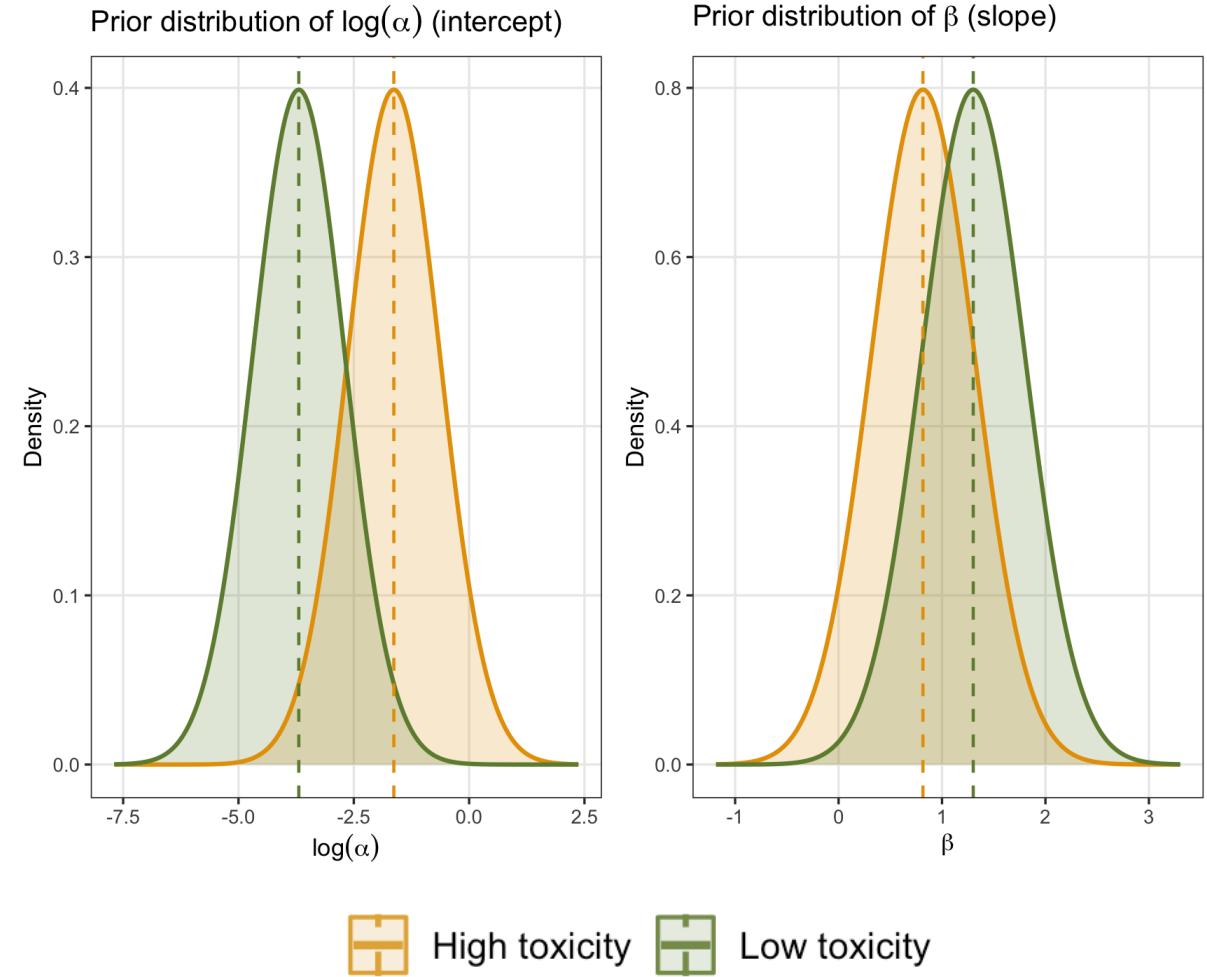 Prior distribution of log(α) (intercept)
0.4
0.3
0.2
0.1
0.0
Density
-7.5 -5.0 -2.5 0.0 2.5
log(α)
Prior distribution of β (slope)
0.8
0.6
0.4
0.2
0.0
Density
-1 0 1 2 3
β
High toxicity Low toxicity